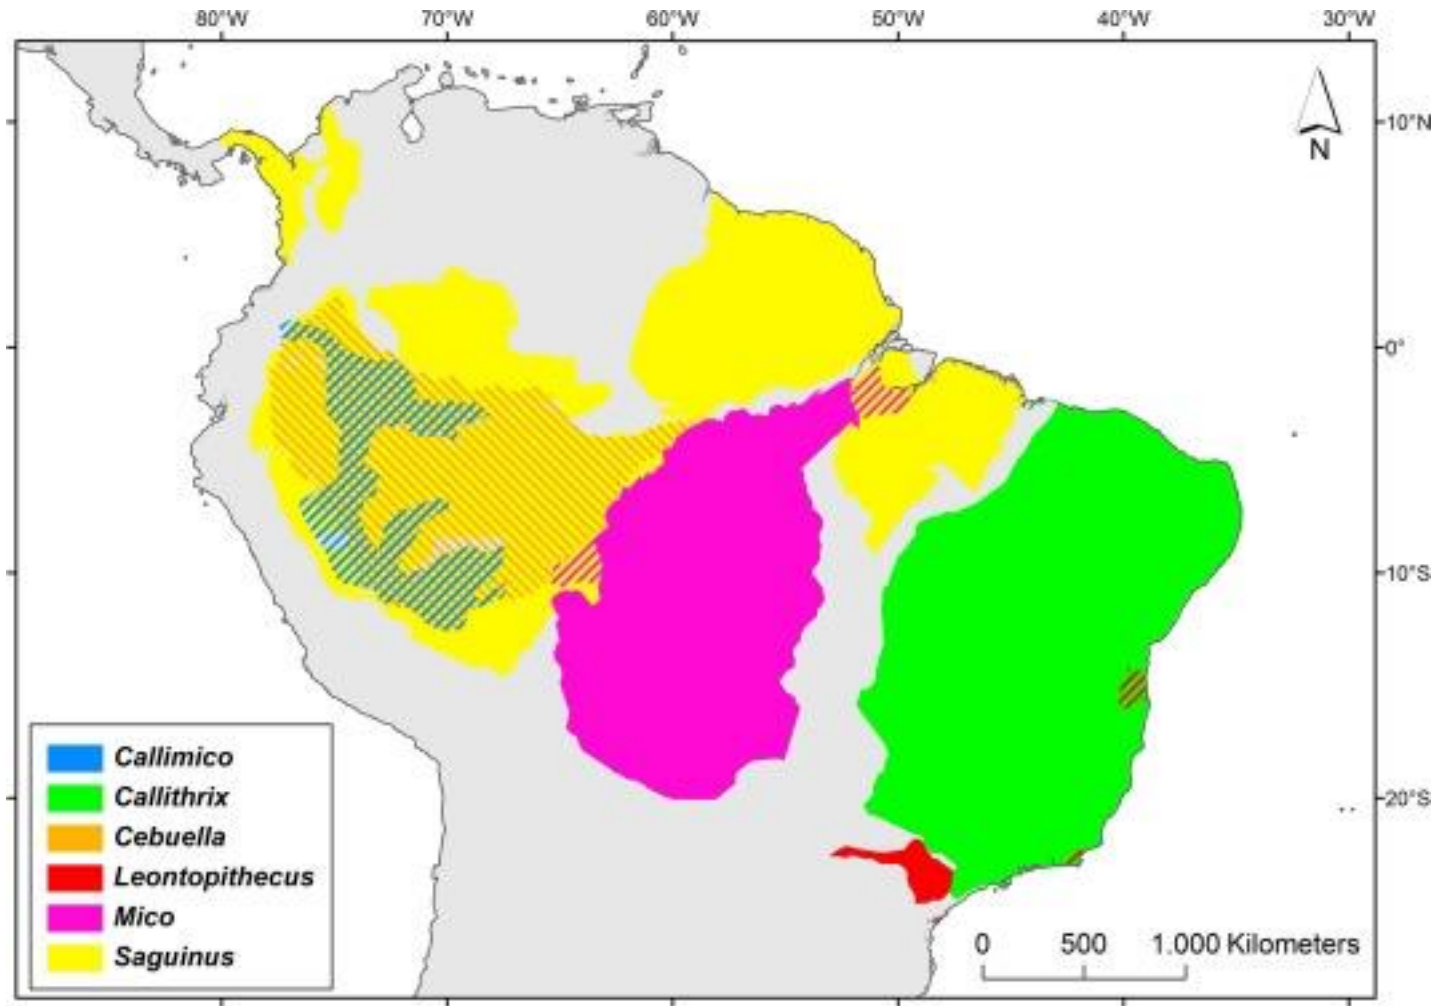 80°W 70°W 60°W 50°W 40°W 30°W
10°N
N
0°
10°S
20°S
Callimico
Callithrix
Cebuella
Leontopithecus
Mico
Saguinus
0 500 1.000 Kilometers